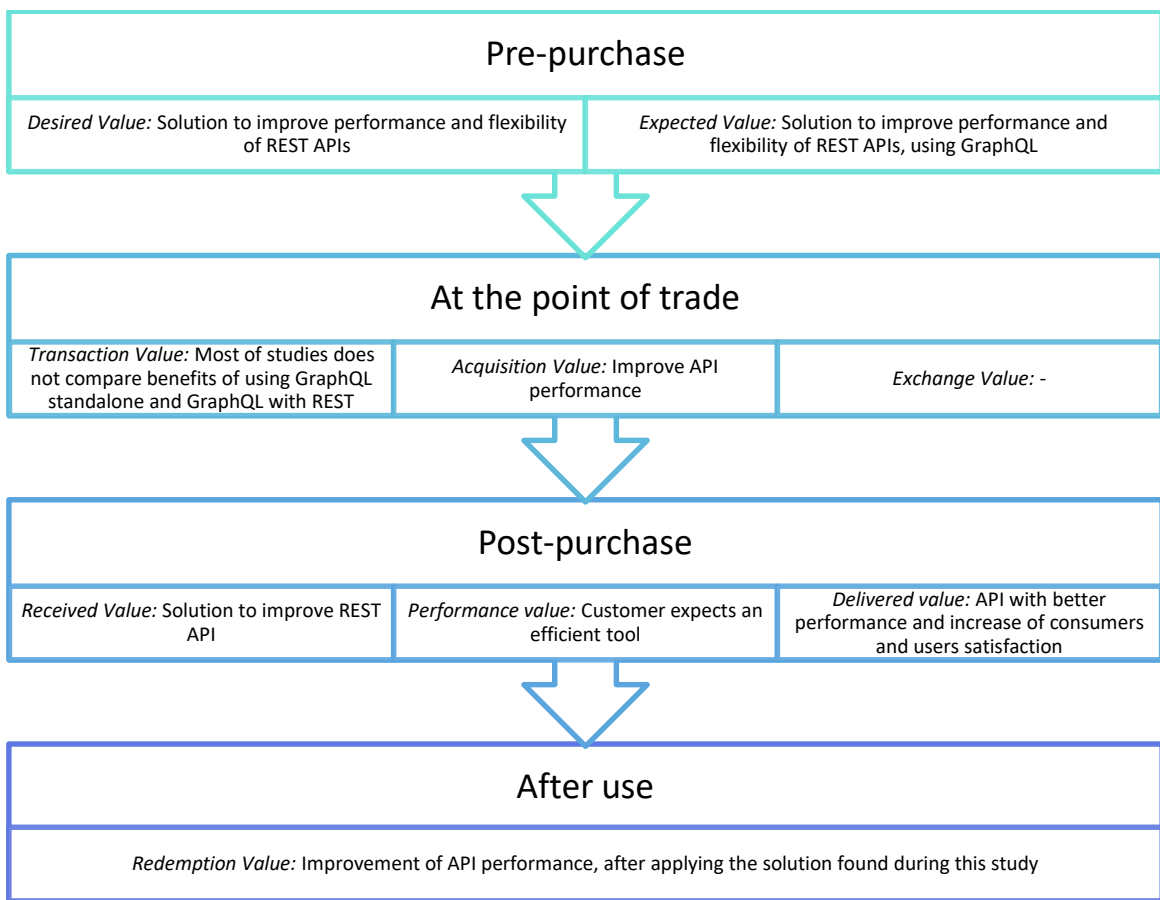 Pre-purchase
Desired Value: Solution to improve performance and flexibility
of REST APIs
Expected Value: Solution to improve performance and
flexibility of REST APIs, using GraphQL
At the point of trade
Transaction Value: Most of studies does
not compare benefits of using GraphQL
standalone and GraphQL with REST
Acquisition Value: Improve API
performance
Exchange Value: -
Post-purchase
Received Value: Solution to improve REST
API
Performance value: Customer expects an
efficient tool
Delivered value: API with better
performance and increase of consumers
and users satisfaction
After use
Redemption Value: Improvement of API performance, after applying the solution found during this study